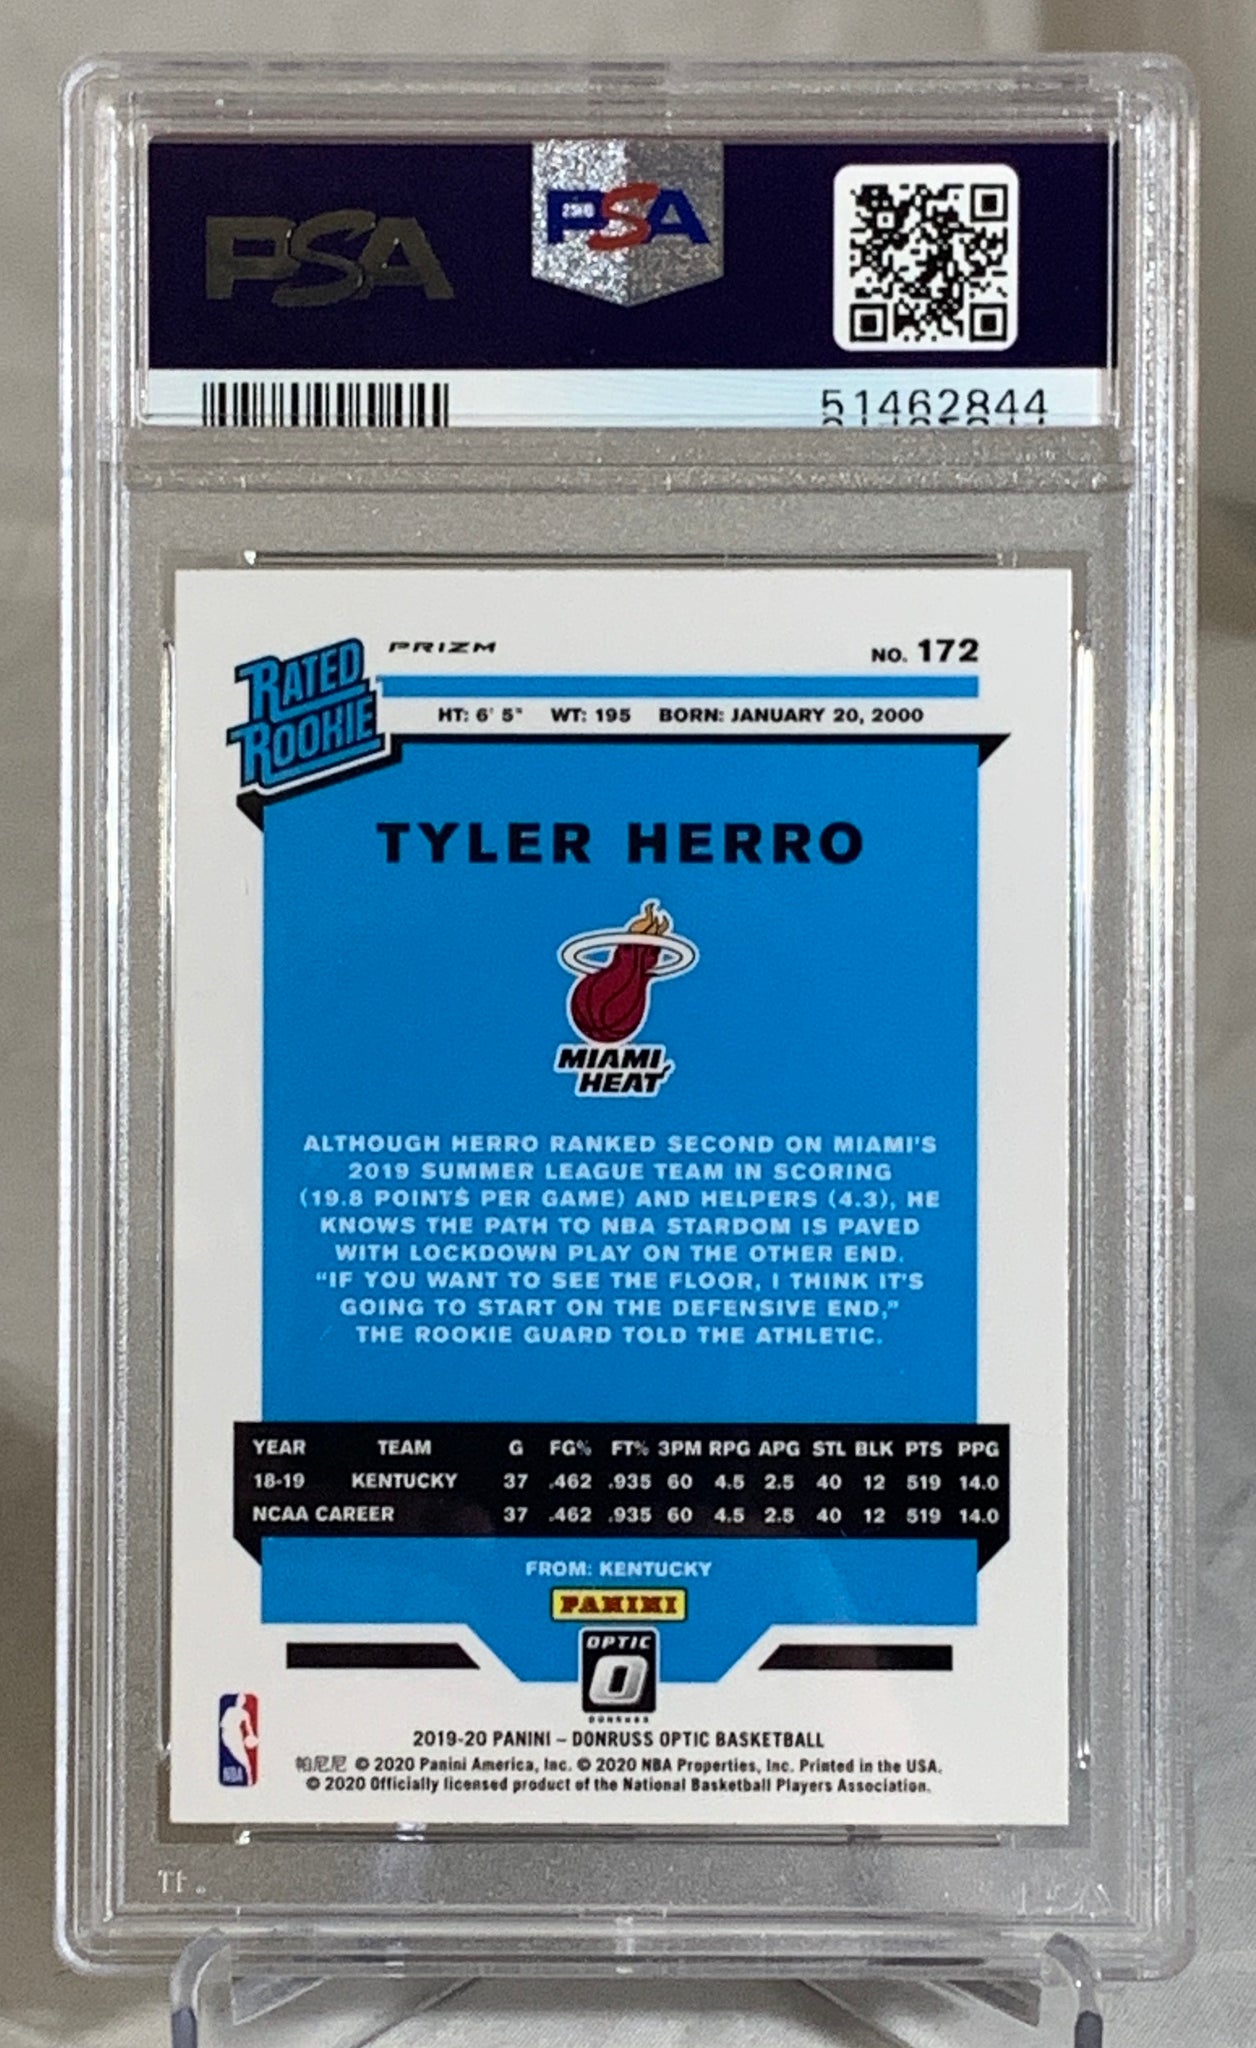 PSA
PSA
51462844
RATED
ROOKIE
PRIZM
NO. 172
HT: 6' 5" WT: 195 BORN: JANUARY 20, 2000
TYLER HERRO
MIAMI
HEAT
ALTHOUGH HERRO RANKED SECOND ON MIAMI'S
2019 SUMMER LEAGUE TEAM IN SCORING
(19.8 POINTS PER GAME) AND HELPERS (4.3), HE
KNOWS THE PATH TO NBA STARDOM IS PAVED
WITH LOCKDOWN PLAY ON THE OTHER END.
"IF YOU WANT TO SEE THE FLOOR, I THINK IT'S
GOING TO START ON THE DEFENSIVE END,"
THE ROOKIE GUARD TOLD THE ATHLETIC.
YEAR TEAM G FG% FT% 3PM RPG APG STL BLK PTS PPG
18-19 KENTUCKY 37 .462 .935 60 4.5 2.5 40 12 519 14.0
NCAA CAREER 37 .462 .935 60 4.5 2.5 40 12 519 14.0
FROM: KENTUCKY
PANINI
OPTIC
O
DONRUSS
NBA
2019-20 PANINI – DONRUSS OPTIC BASKETBALL
帕尼尼 © 2020 Panini America, Inc. © 2020 NBA Properties, Inc. Printed in the USA.
© 2020 Officially licensed product of the National Basketball Players Association.